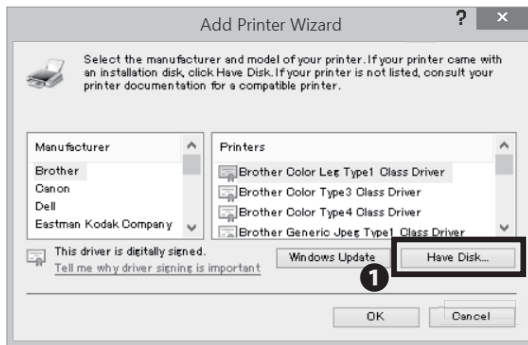 Add Printer Wizard
? ×
Select the manufacturer and model of your printer. If your printer came with
an installation disk, click Have Disk. If your printer is not listed, consult your
printer documentation for a compatible printer.
Manufacturer
Brother
Canon
Dell
Eastman Kodak Company
Printers
Brother Color Leg Type1 Class Driver
Brother Color Type3 Class Driver
Brother Color Type4 Class Driver
Brother Generic Jpeg Type1 Class Driver
This driver is digitally signed.
Tell me why driver signing is important
Windows Update
Have Disk...
1
OK
Cancel